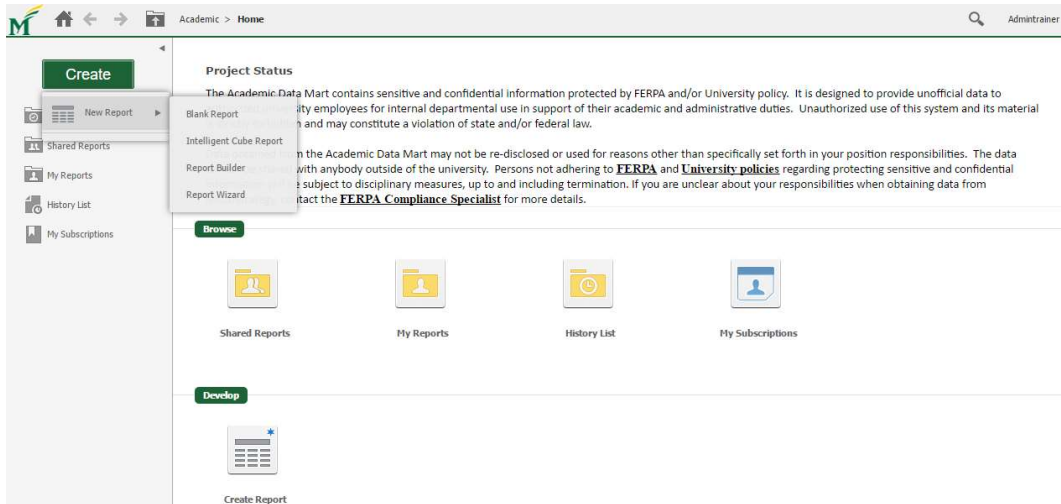 M
Academic > Home
Admintrainer
Create
New Report
Blank Report
Intelligent Cube Report
Report Builder
Report Wizard
Shared Reports
My Reports
History List
My Subscriptions
Project Status
The Academic Data Mart contains sensitive and confidential information protected by FERPA and/or University policy. It is designed to provide unofficial data to
employees for internal departmental use in support of their academic and administrative duties. Unauthorized use of this system and its material
and may constitute a violation of state and/or federal law.
the Academic Data Mart may not be re-disclosed or used for reasons other than specifically set forth in your position responsibilities. The data
with anybody outside of the university. Persons not adhering to FERPA and University policies regarding protecting sensitive and confidential
subject to disciplinary measures, up to and including termination. If you are unclear about your responsibilities when obtaining data from
the FERPA Compliance Specialist for more details.
Browse
Shared Reports
My Reports
History List
My Subscriptions
Develop
Create Report